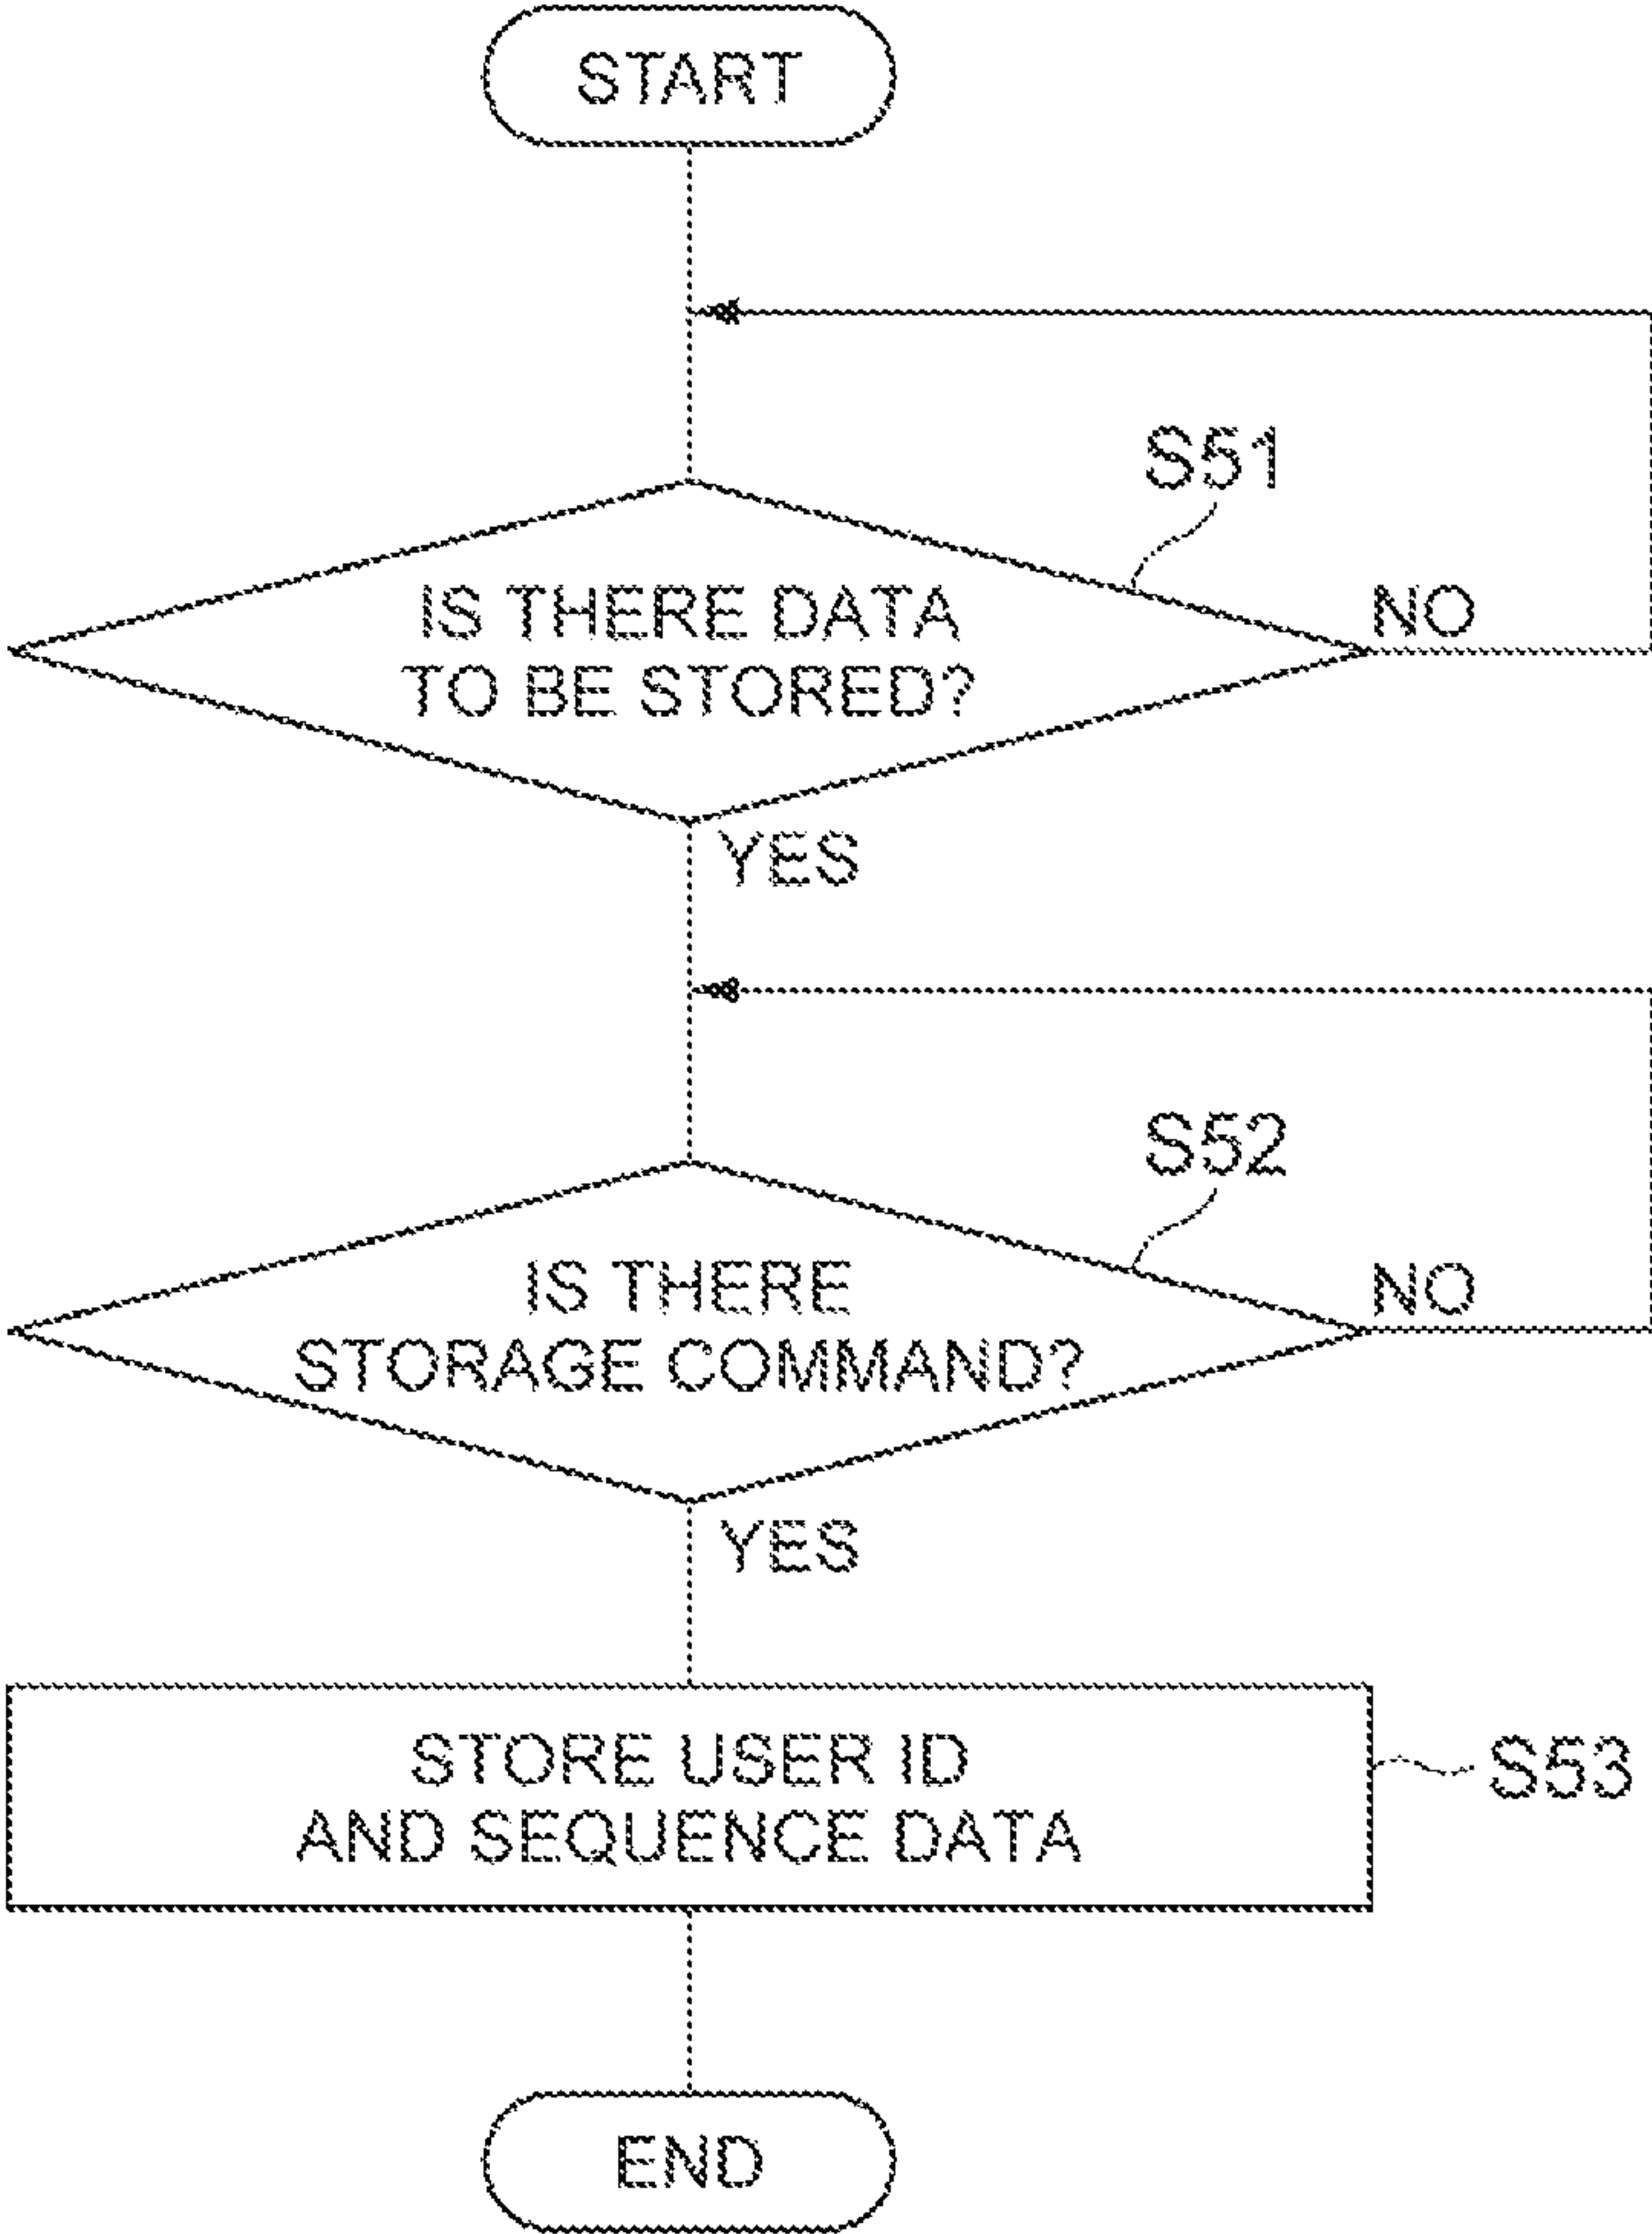 START
S51
IS THERE DATA
TO BE STORED?
NO
YES
S52
IS THERE
STORAGE COMMAND?
NO
YES
STORE USER ID
AND SEQUENCE DATA
S53
END